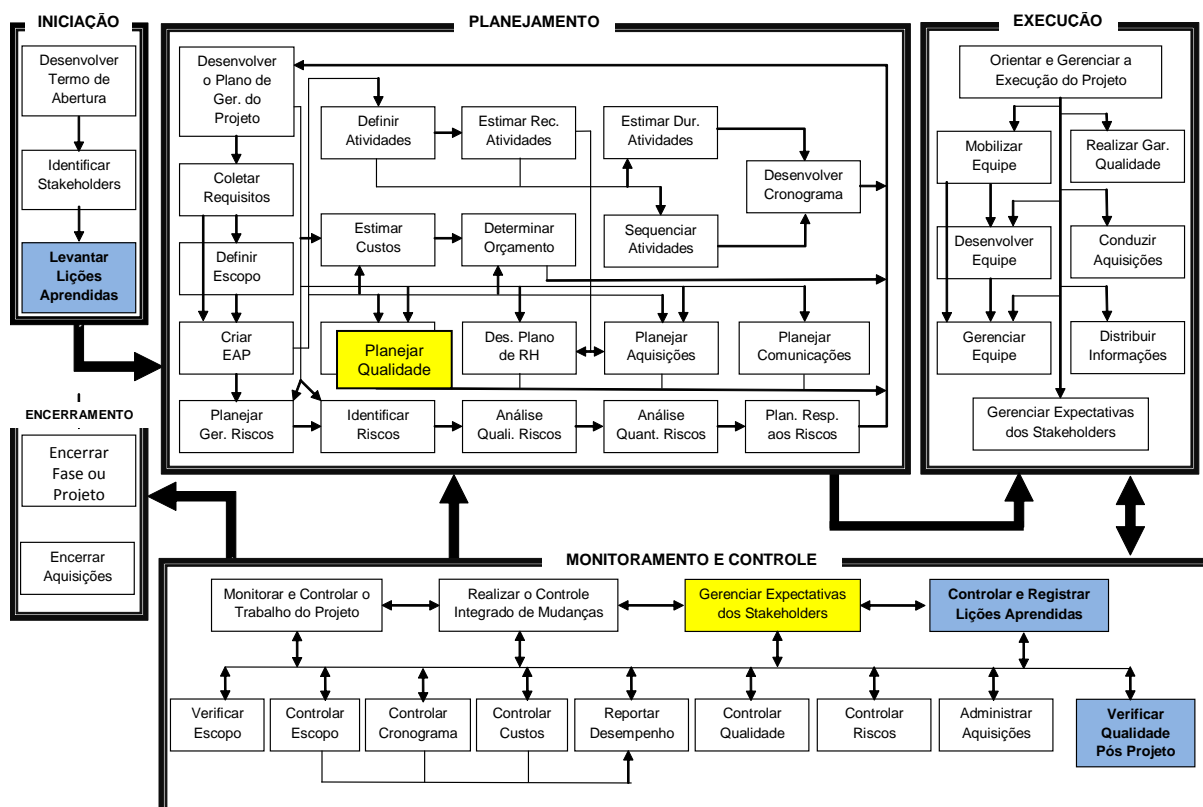 INICIAÇÃO
Desenvolver
Termo de
Abertura
Identificar
Stakeholders
Levantar
Lições
Aprendidas
PLANEJAMENTO
Desenvolver
o Plano de
Ger. do
Projeto
Definir
Atividades
Estimar Rec.
Atividades
Estimar Dur.
Atividades
Coletar
Requisitos
Desenvolver
Cronograma
Estimar
Custos
Determinar
Orçamento
Sequenciar
Atividades
Definir
Escopo
Criar
EAP
Planejar
Qualidade
Des. Plano
de RH
Planejar
Aquisições
Planejar
Comunicações
Planejar
Ger. Riscos
Identificar
Riscos
Análise
Quali. Riscos
Análise
Quant. Riscos
Plan. Resp.
aos Riscos
EXECUÇÃO
Orientar e Gerenciar a
Execução do Projeto
Mobilizar
Equipe
Realizar Gar.
Qualidade
Desenvolver
Equipe
Conduzir
Aquisições
Gerenciar
Equipe
Distribuir
Informações
Gerenciar Expectativas
dos Stakeholders
ENCERRAMENTO
Encerrar
Fase ou
Projeto
Encerrar
Aquisições
MONITORAMENTO E CONTROLE
Monitorar e Controlar o
Trabalho do Projeto
Realizar o Controle
Integrado de Mudanças
Gerenciar Expectativas
dos Stakeholders
Controlar e Registrar
Lições Aprendidas
Verificar
Escopo
Controlar
Escopo
Controlar
Cronograma
Controlar
Custos
Reportar
Desempenho
Controlar
Qualidade
Controlar
Riscos
Administrar
Aquisições
Verificar
Qualidade
Pós Projeto